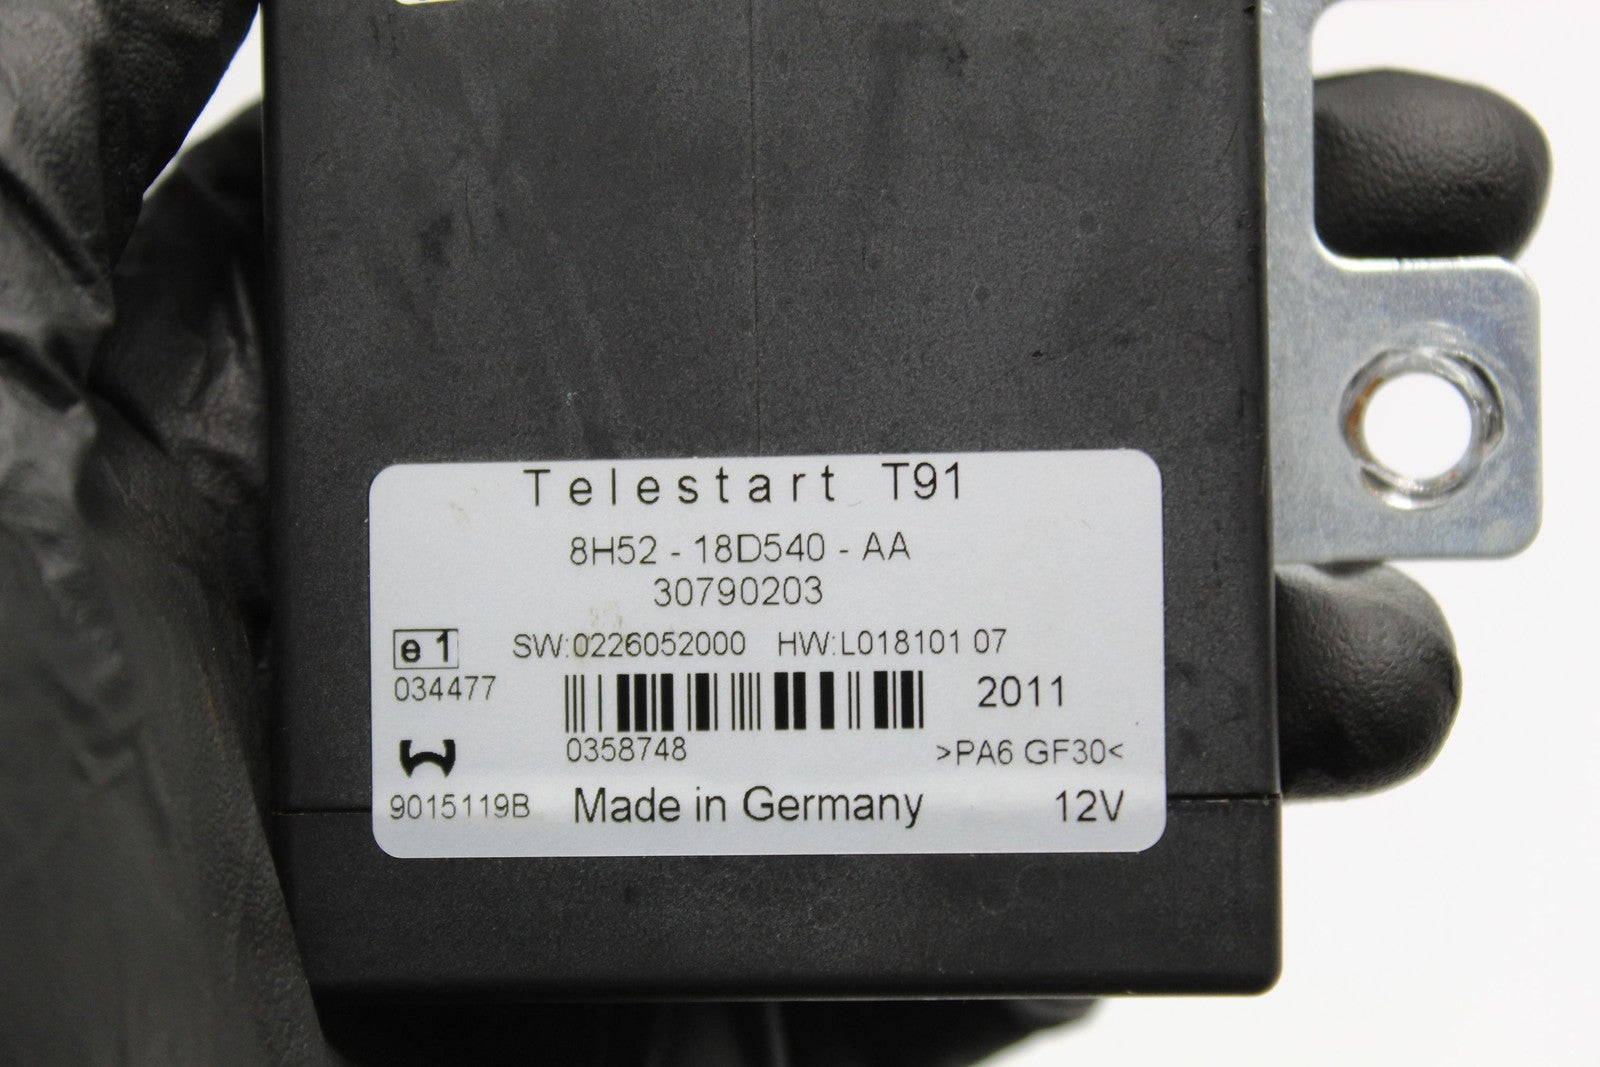 Telestart T91
8H52 - 18D540 - AA
30790203
e1 SW:0226052000 HW:L018101 07
034477 2011
0358748 >PA6 GF30<
9015119B Made in Germany 12V